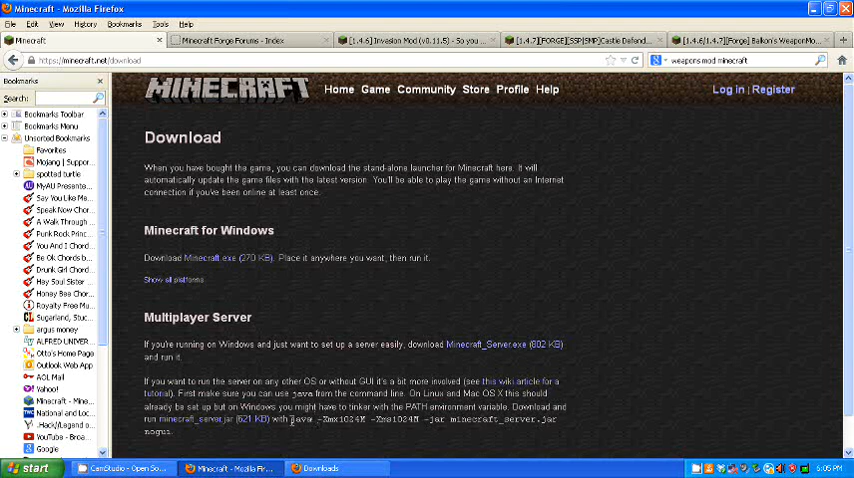 Minecraft - Mozilla Firefox
File Edit View History Bookmarks Tools Help
Minecraft
Minecraft Forge Forums - Index
[1.4.6] Invasion Mod (v0.11.5) - So you ...
[1.4.7][FORGE][SSP|SMP]Castle Defend...
[1.4.6/1.4.7][Forge] Balkon's WeaponMo...
https://minecraft.net/download
weapons mod minecraft
Bookmarks
Search:
Bookmarks Toolbar
Bookmarks Menu
Unsorted Bookmarks
Favorites
Mojang | Suppor...
spotted turtle
MyAU Presente...
Say You Like Me...
Speak Now Chor...
A Walk Through ...
Punk Rock Princ...
You And I Chord...
Be Ok Chords b...
Drunk Girl Chord...
Hey Soul Sister ...
Honey Bee Chor...
Royalty Free Mu...
Sugarland, Stud...
argus money
ALFRED UNIVER...
Otto's Home Page
Outlook Web App
AOL Mail
Yahoo!
Minecraft - Mine...
National and Loc...
.Hack//Legend o...
YouTube - Broa...
Google
MINECRAFT
Home Game Community Store Profile Help
Log in | Register
Download
When you have bought the game, you can download the stand-alone launcher for Minecraft here. It will
automatically update the game files with the latest version. You'll be able to play the game without an Internet
connection if you've been online at least once.
Minecraft for Windows
Download Minecraft.exe (270 KB). Place it anywhere you want, then run it.
Show all platforms
Multiplayer Server
If you're running on Windows and just want to set up a server easily, download Minecraft_Server.exe (802 KB)
and run it.
If you want to run the server on any other OS or without GUI it's a bit more involved (see this wiki article for a
tutorial). First make sure you can use java from the command line. On Linux and Mac OS X this should
already be set up but on Windows you might have to tinker with the PATH environment variable. Download and
run minecraft_server.jar (621 KB) with java -Xmx1024M -Xms1024M -jar minecraft_server.jar
nogui.
start
CamStudio - Open So...
Minecraft - Mozilla Fir...
Downloads
6:05 PM